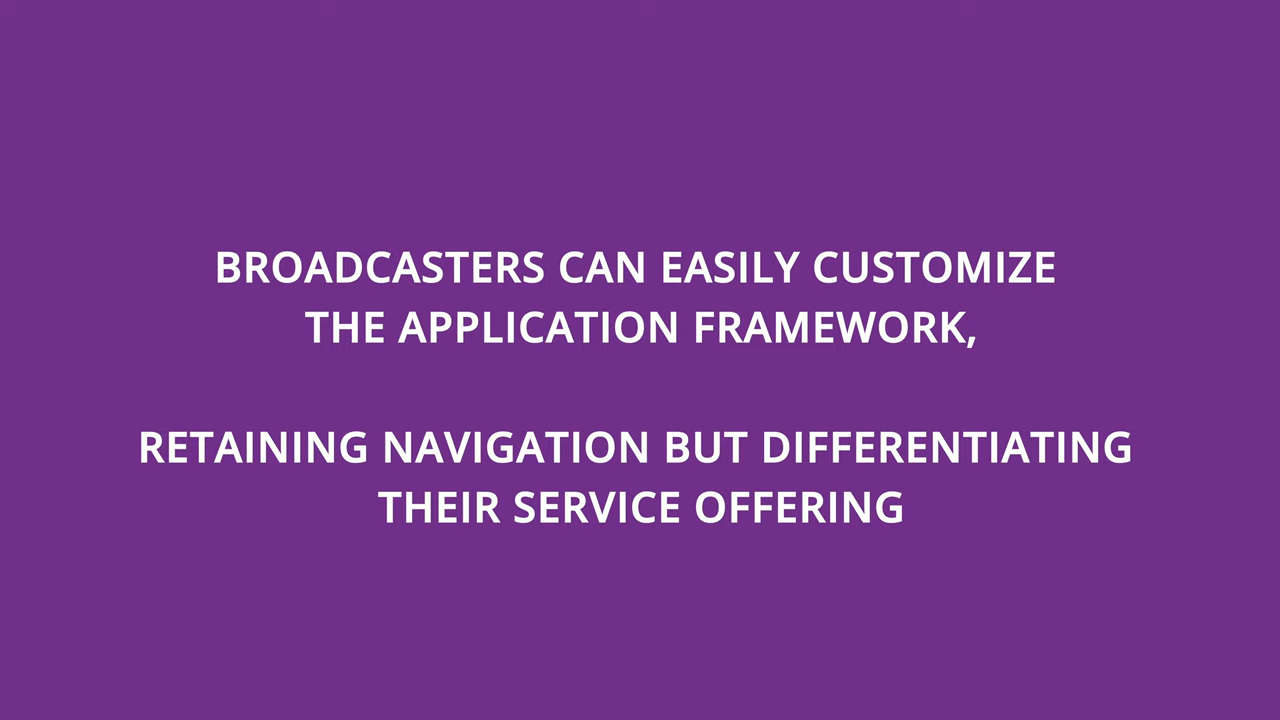 BROADCASTERS CAN EASILY CUSTOMIZE
THE APPLICATION FRAMEWORK,
RETAINING NAVIGATION BUT DIFFERENTIATING
THEIR SERVICE OFFERING